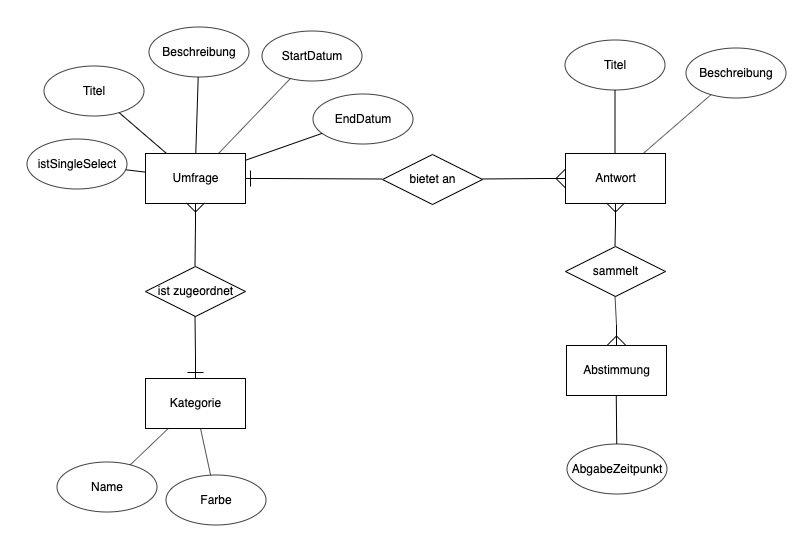 Beschreibung
StartDatum
Titel
EndDatum
istSingleSelect
Umfrage
bietet an
Titel
Beschreibung
Antwort
ist zugeordnet
sammelt
Kategorie
Abstimmung
Name
Farbe
AbgabeZeitpunkt